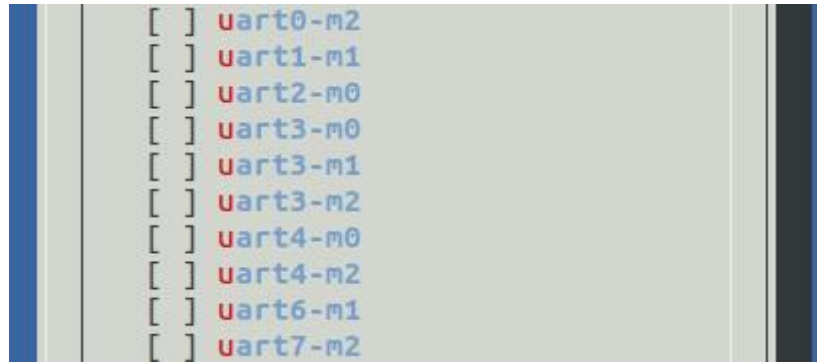 [ ] uart0-m2
[ ] uart1-m1
[ ] uart2-m0
[ ] uart3-m0
[ ] uart3-m1
[ ] uart3-m2
[ ] uart4-m0
[ ] uart4-m2
[ ] uart6-m1
[ ] uart7-m2